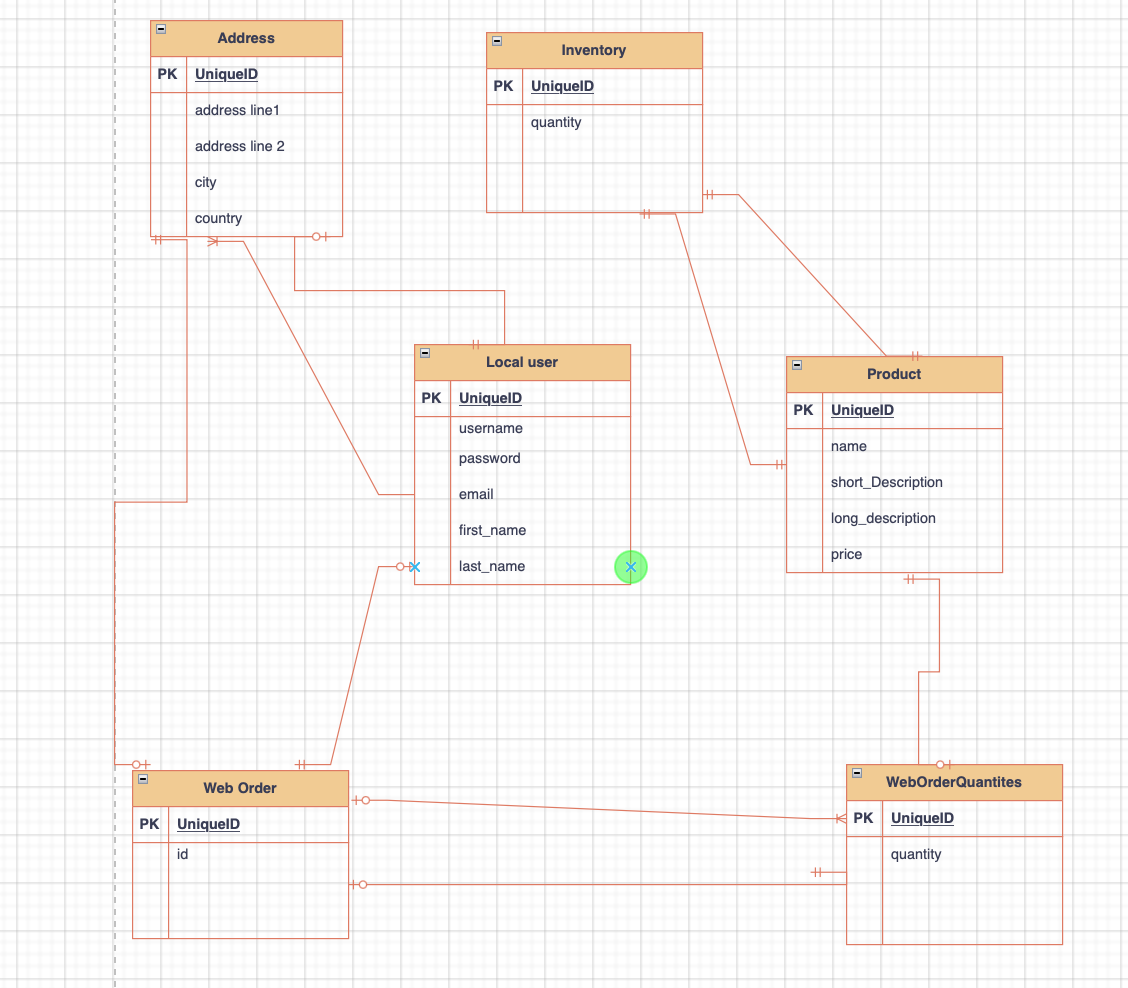 Address
PK UniqueID
address line1
address line 2
city
country
Inventory
PK UniqueID
quantity
Local user
PK UniqueID
username
password
email
first_name
last_name
Product
PK UniqueID
name
short_Description
long_description
price
Web Order
PK UniqueID
id
WebOrderQuantites
PK UniqueID
quantity